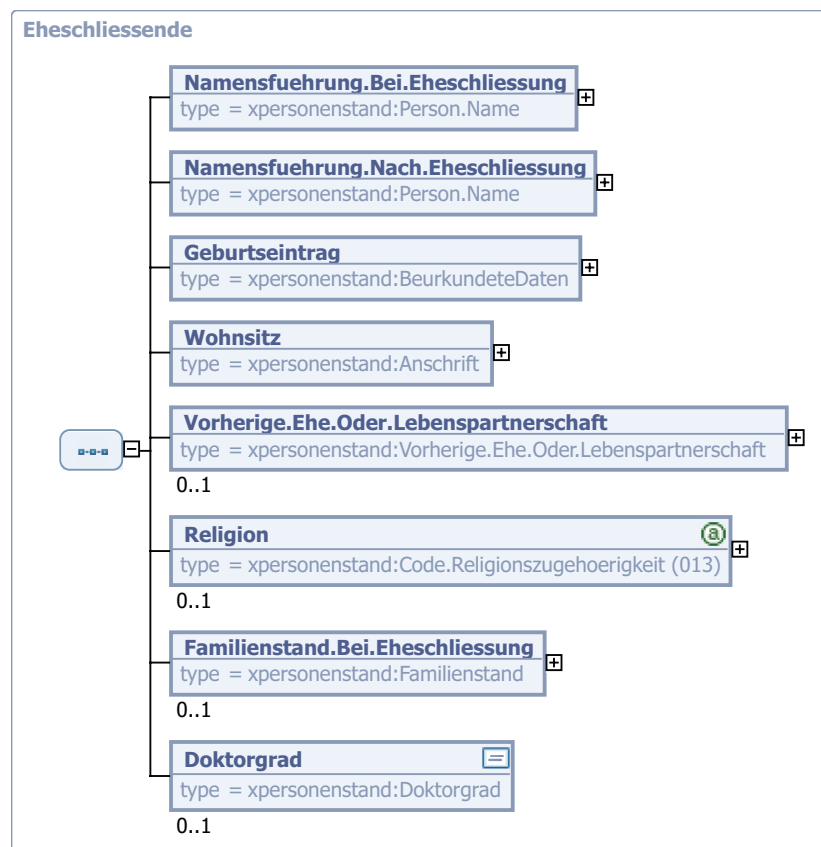 Eheschliessende
Namensfuehrung.Bei.Eheschliessung
type = xpersonenstand:Person.Name
Namensfuehrung.Nach.Eheschliessung
type = xpersonenstand:Person.Name
Geburtseintrag
type = xpersonenstand:BeurkundeteDaten
Wohnsitz
type = xpersonenstand:Anschrift
Vorherige.Ehe.Oder.Lebenspartnerschaft
type = xpersonenstand:Vorherige.Ehe.Oder.Lebenspartnerschaft
0..1
Religion
type = xpersonenstand:Code.Religionszugehoerigkeit (013)
0..1
Familienstand.Bei.Eheschliessung
type = xpersonenstand:Familienstand
0..1
Doktorgrad
type = xpersonenstand:Doktorgrad
0..1